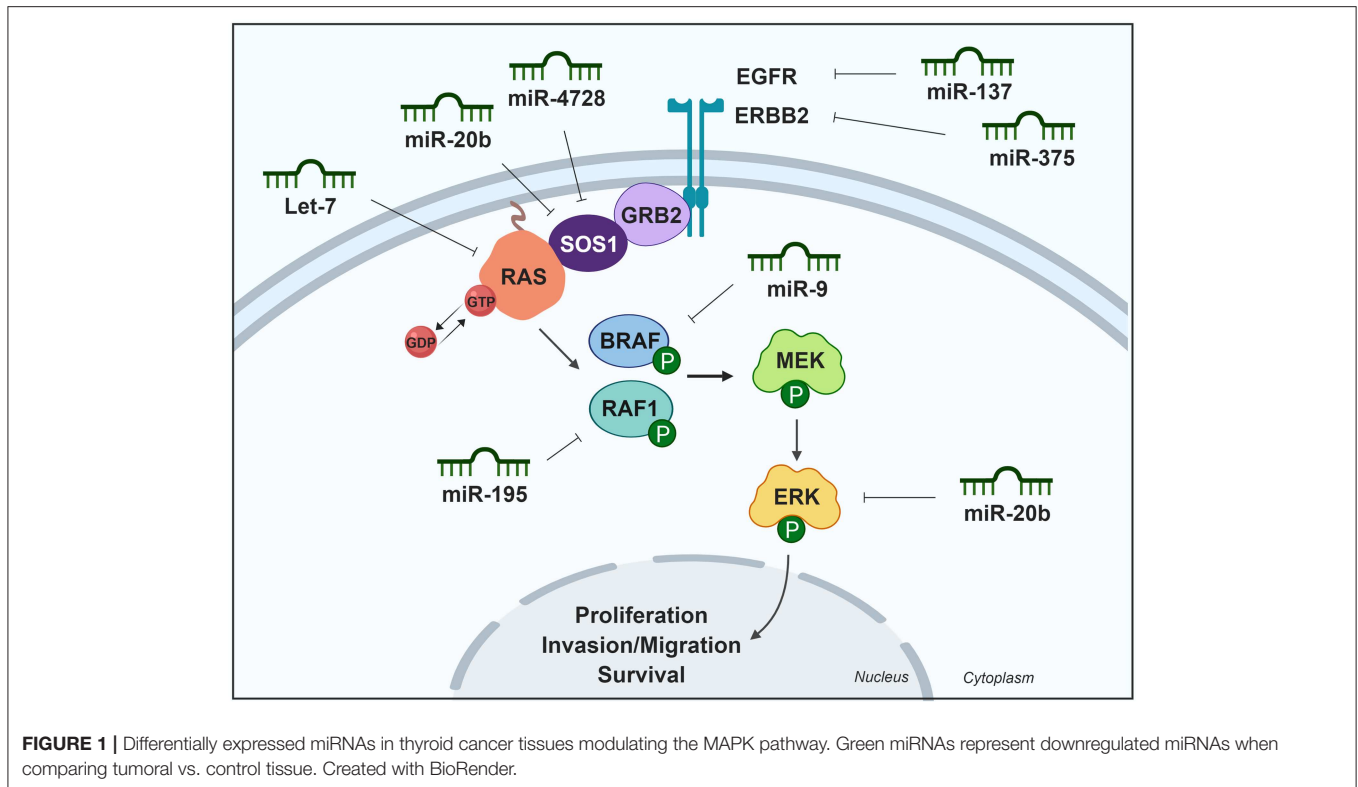 miR-4728
miR-20b
Let-7
EGFR
ERBB2
miR-137
miR-375
GRB2
SOS1
RAS
GTP
GDP
miR-9
BRAF
P
RAF1
P
MEK
P
miR-195
ERK
P
miR-20b
Proliferation
Invasion/Migration
Survival
Nucleus
Cytoplasm
FIGURE 1 | Differentially expressed miRNAs in thyroid cancer tissues modulating the MAPK pathway. Green miRNAs represent downregulated miRNAs when
comparing tumoral vs. control tissue. Created with BioRender.